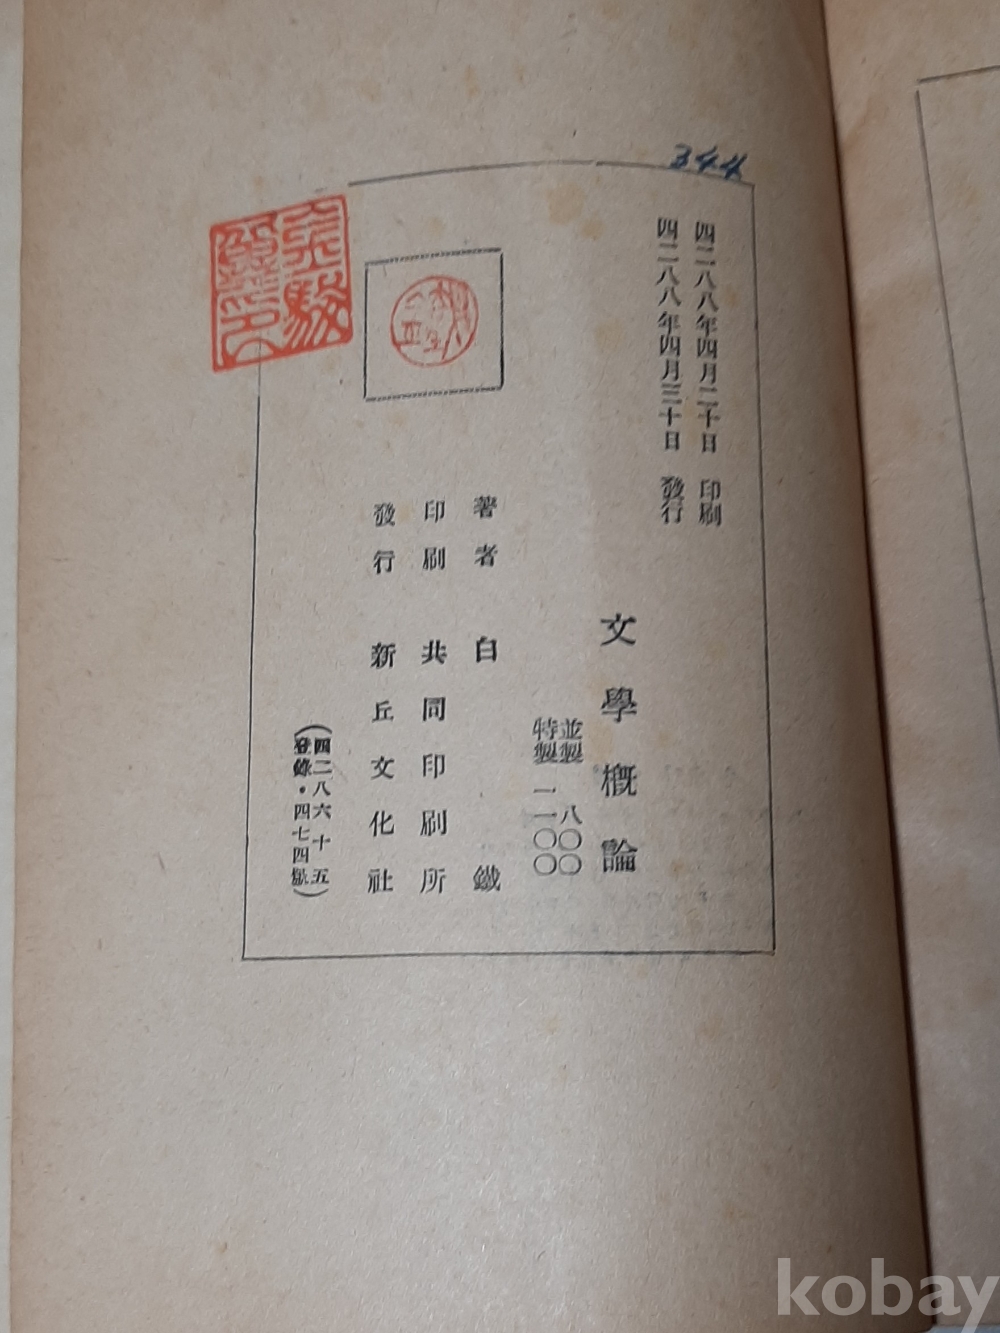 344
四二八八年四月二十日 印刷
四二八八年四月三十日 發行
文學概論
並製 八〇〇
特製 一一〇〇
著者 白鐵
印刷 共同印刷所
發行 新丘文化社
(四二八六十五
登錄·四七四號)
kobay